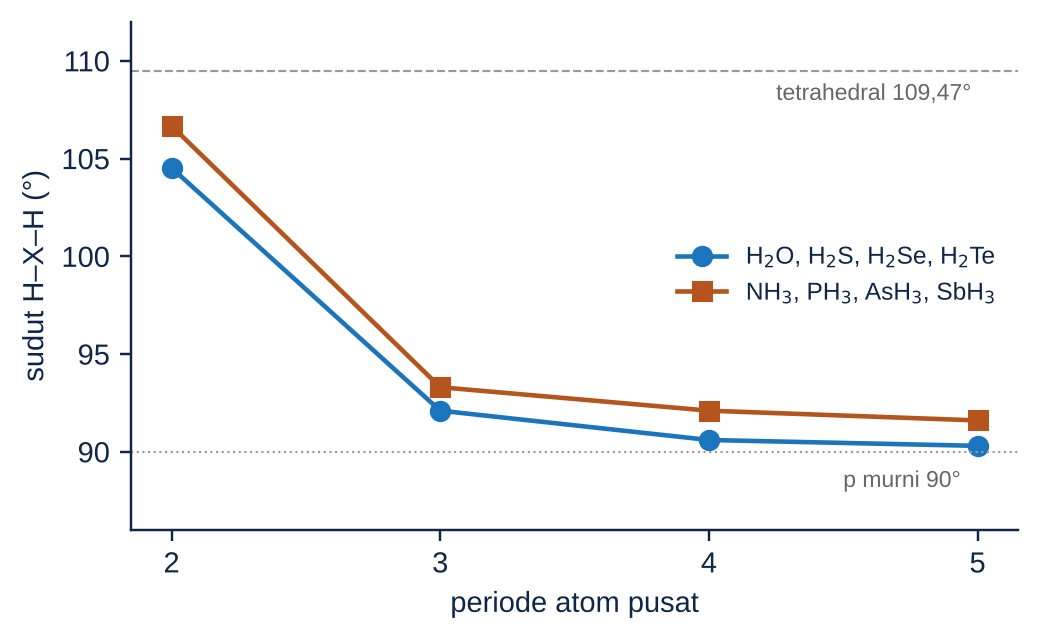 110
105
100
95
90
sudut H–X–H (°)
tetrahedral 109,47°
H₂O, H₂S, H₂Se, H₂Te
NH₃, PH₃, AsH₃, SbH₃
p murni 90°
2 3 4 5
periode atom pusat